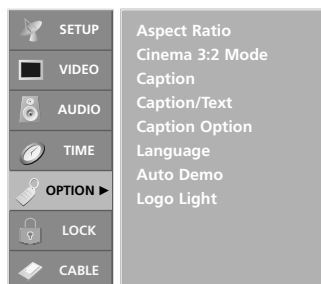 SETUP
VIDEO
AUDIO
TIME
OPTION ►
LOCK
CABLE
Aspect Ratio
Cinema 3:2 Mode
Caption
Caption/Text
Caption Option
Language
Auto Demo
Logo Light